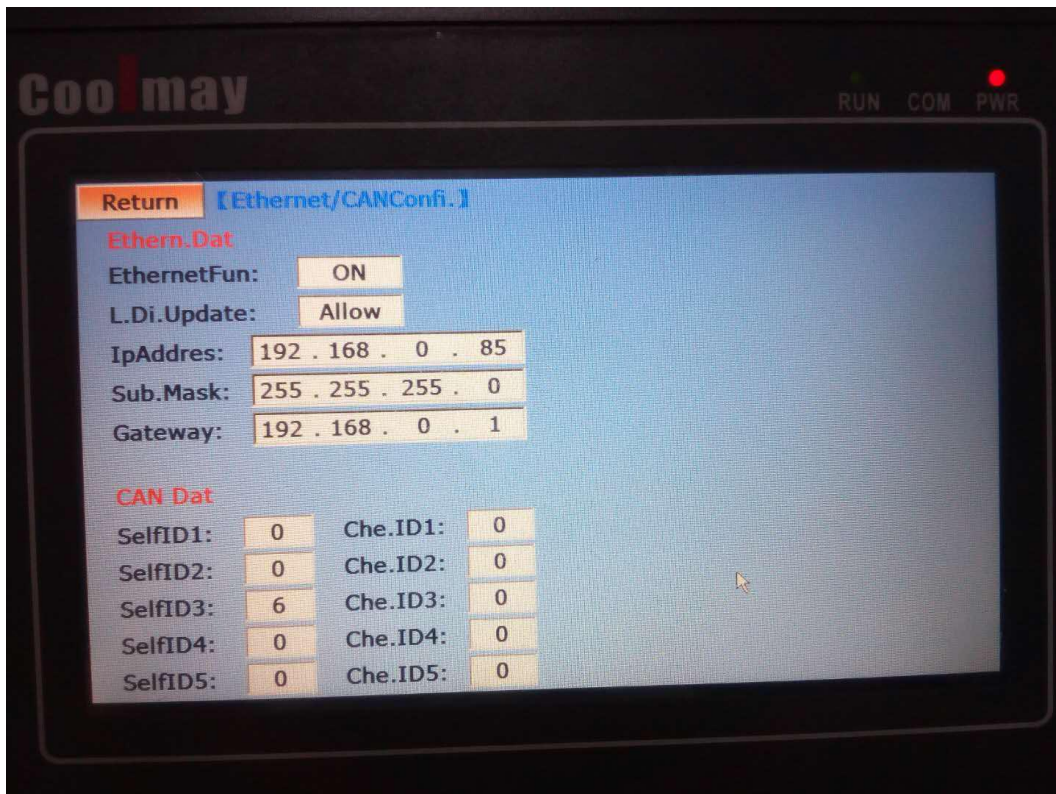 Coolmay
RUN COM PWR
Return 【Ethernet/CANConfi.】
Ethern.Dat
EthernetFun: ON
L.Di.Update: Allow
IpAddres: 192 . 168 . 0 . 85
Sub.Mask: 255 . 255 . 255 . 0
Gateway: 192 . 168 . 0 . 1
CAN Dat
SelfID1: 0 Che.ID1: 0
SelfID2: 0 Che.ID2: 0
SelfID3: 6 Che.ID3: 0
SelfID4: 0 Che.ID4: 0
SelfID5: 0 Che.ID5: 0